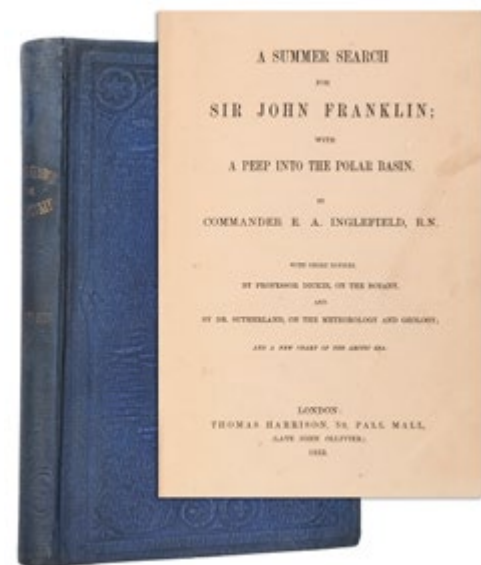 A SUMMER SEARCH
FOR
SIR JOHN FRANKLIN;
WITH
A PEEP INTO THE POLAR BASIN.
BY
COMMANDER E. A. INGLEFIELD, R.N.
WITH SHORT NOTICES,
BY PROFESSOR DICKIE, ON THE BOTANY,
AND
BY DR. SUTHERLAND, ON THE METEOROLOGY AND GEOLOGY;
AND A NEW CHART OF THE ARCTIC SEA.
LONDON:
THOMAS HARRISON, 59, PALL MALL,
(LATE JOHN OLLIVIER.)
1853.